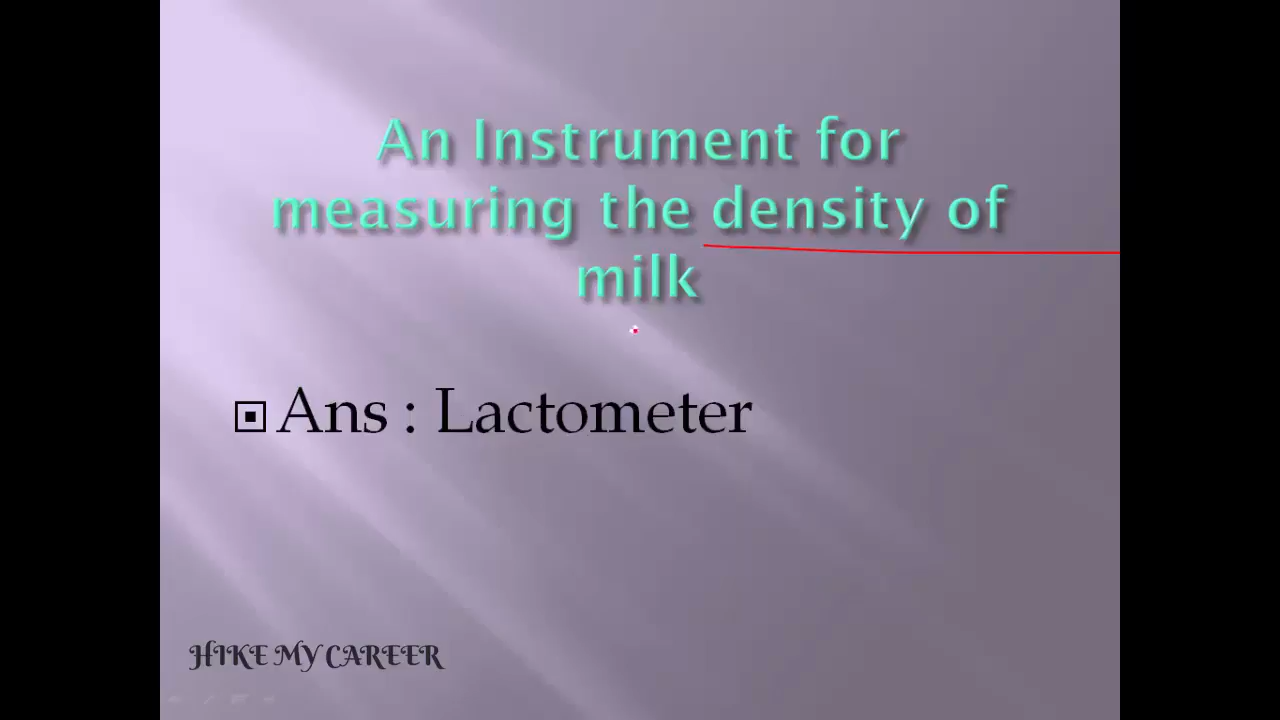 An Instrument for
measuring the density of
milk
Ans : Lactometer
HIKE MY CAREER